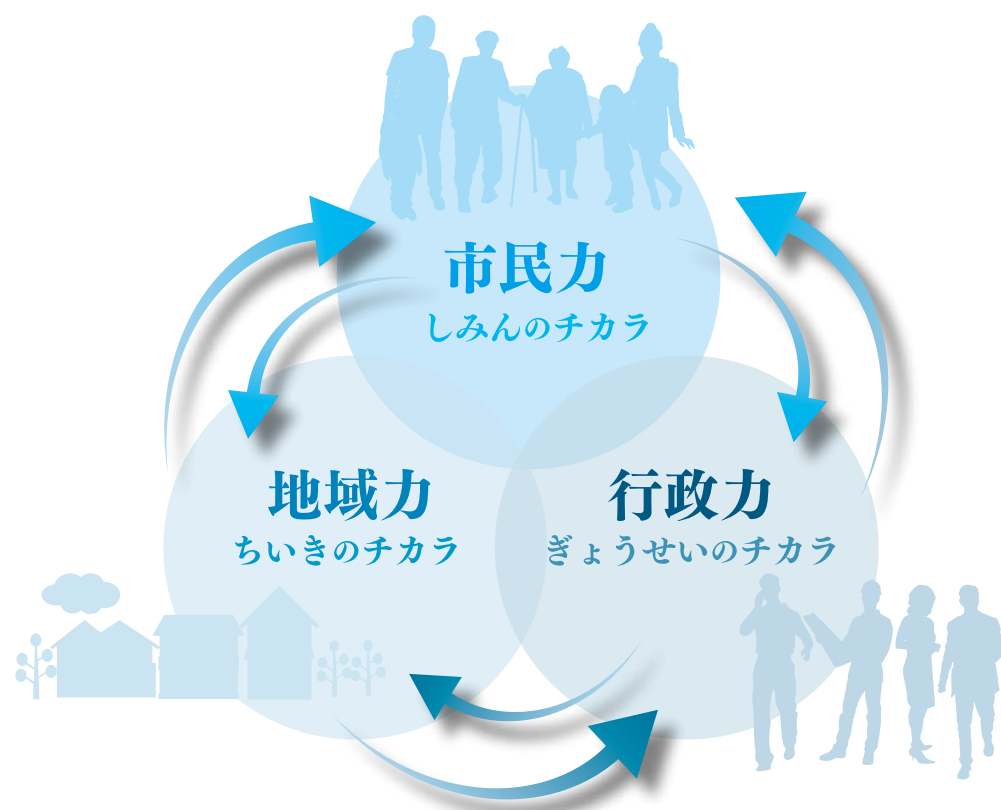 市民力
しみんのチカラ
地域力
ちいきのチカラ
行政力
ぎょうせいのチカラ